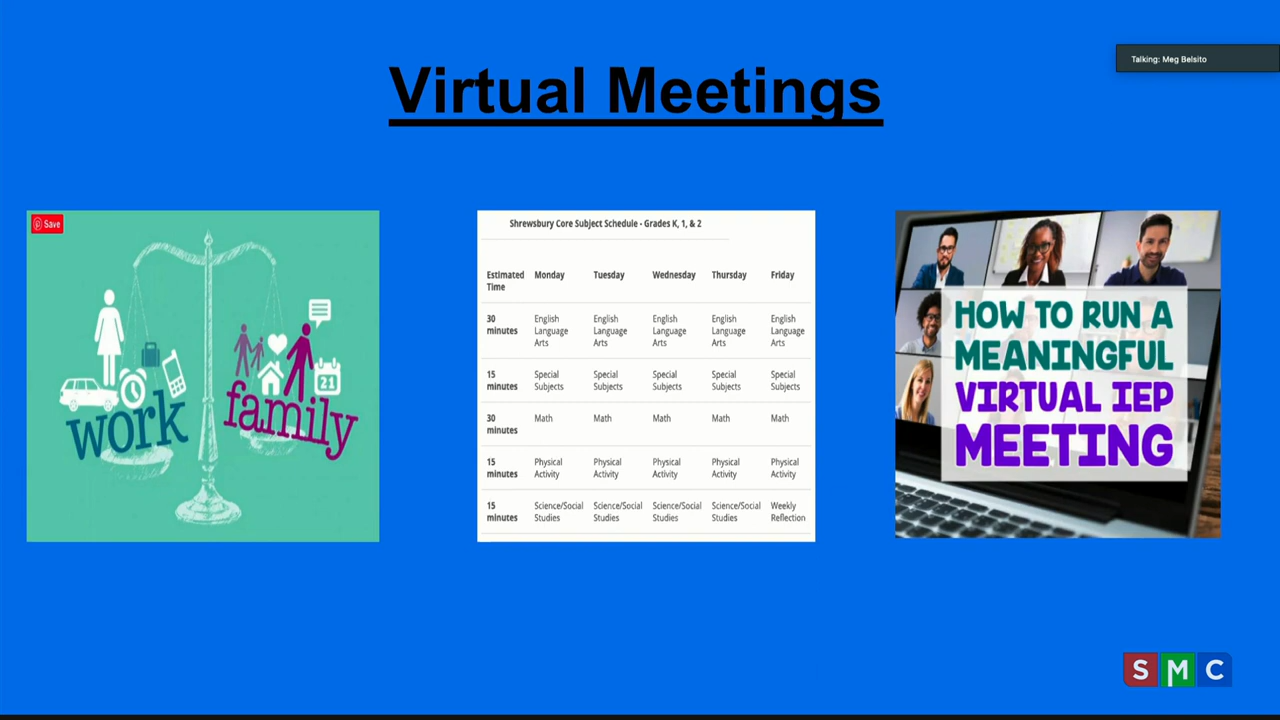 Virtual Meetings
Talking: Meg Belsito
Save
work
family
21
Shrewsbury Core Subject Schedule - Grades K, 1, & 2
Estimated Time Monday Tuesday Wednesday Thursday Friday
30 minutes English Language Arts English Language Arts English Language Arts English Language Arts English Language Arts
15 minutes Special Subjects Special Subjects Special Subjects Special Subjects Special Subjects
30 minutes Math Math Math Math Math
15 minutes Physical Activity Physical Activity Physical Activity Physical Activity Physical Activity
15 minutes Science/Social Studies Science/Social Studies Science/Social Studies Science/Social Studies Weekly Reflection
HOW TO RUN A
MEANINGFUL
VIRTUAL IEP
MEETING
SMC